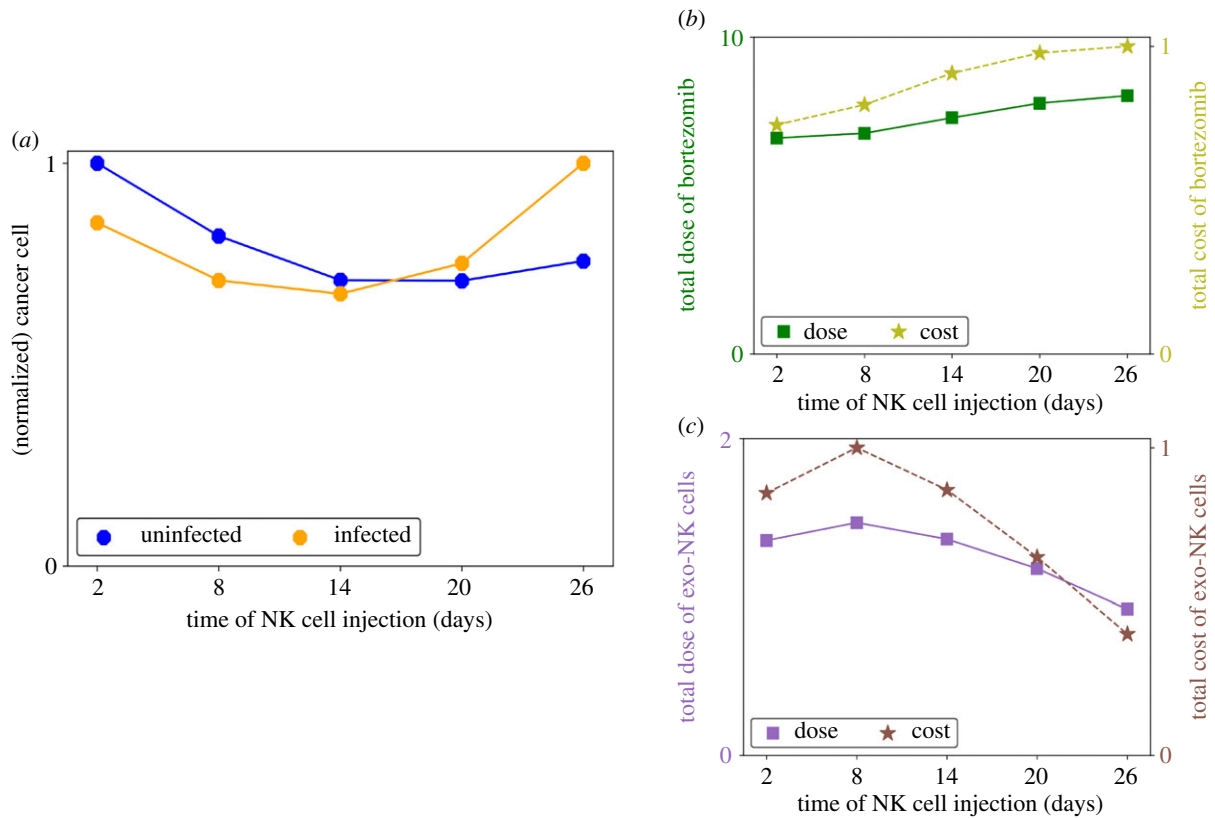 (a)
(normalized) cancer cell
1
0
uninfected infected
2 8 14 20 26
time of NK cell injection (days)
(b)
total dose of bortezomib
10
0
total cost of bortezomib
1
0
dose cost
2 8 14 20 26
time of NK cell injection (days)
(c)
total dose of exo-NK cells
2
0
total cost of exo-NK cells
1
0
dose cost
2 8 14 20 26
time of NK cell injection (days)